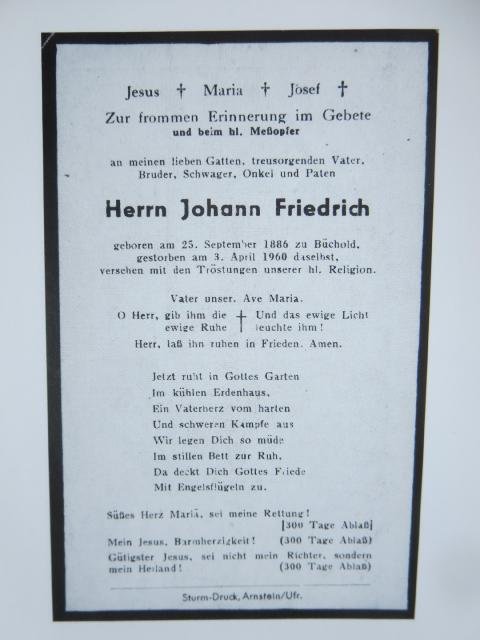 Jesus † Maria † Josef †
Zur frommen Erinnerung im Gebete
und beim hl. Meßopfer
an meinen lieben Gatten, treusorgenden Vater,
Bruder, Schwager, Onkel und Paten
Herrn Johann Friedrich
geboren am 25. September 1886 zu Büchold,
gestorben am 3. April 1960 daselbst,
versehen mit den Tröstungen unserer hl. Religion.
Vater unser. Ave Maria.
O Herr, gib ihm die † Und das ewige Licht
ewige Ruhe leuchte ihm!
Herr, laß ihn ruhen in Frieden. Amen.
Jetzt ruht in Gottes Garten
Im kühlen Erdenhaus,
Ein Vaterherz vom harten
Und schweren Kampfe aus
Wir legen Dich so müde
Im stillen Bett zur Ruh,
Da deckt Dich Gottes Friede
Mit Engelsflügeln zu.
Süßes Herz Mariä, sei meine Rettung!
[300 Tage Ablaß]
Mein Jesus, Barmherzigkeit! (300 Tage Ablaß)
Gütigster Jesus, sei nicht mein Richter, sondern
mein Heiland! (300 Tage Ablaß)
Sturm-Druck, Arnstein/Ufr.